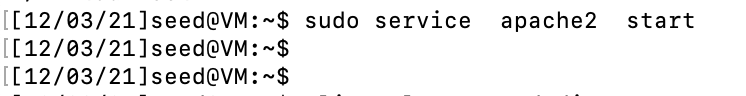 [[12/03/21]seed@VM:~$ sudo service  apache2  start
[[12/03/21]seed@VM:~$
[[12/03/21]seed@VM:~$